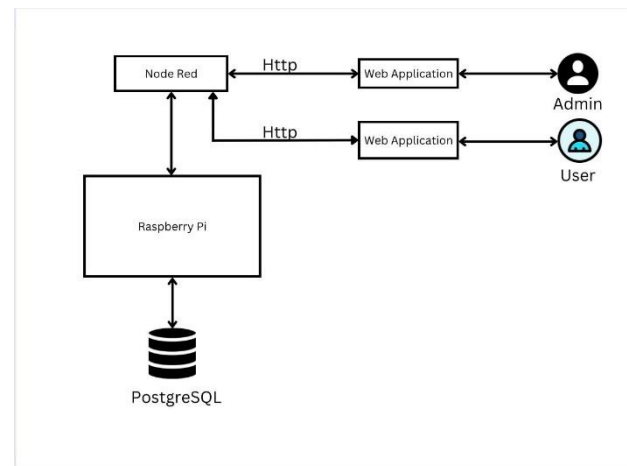 Node Red
Http
Web Application
Admin
Http
Web Application
User
Raspberry Pi
PostgreSQL